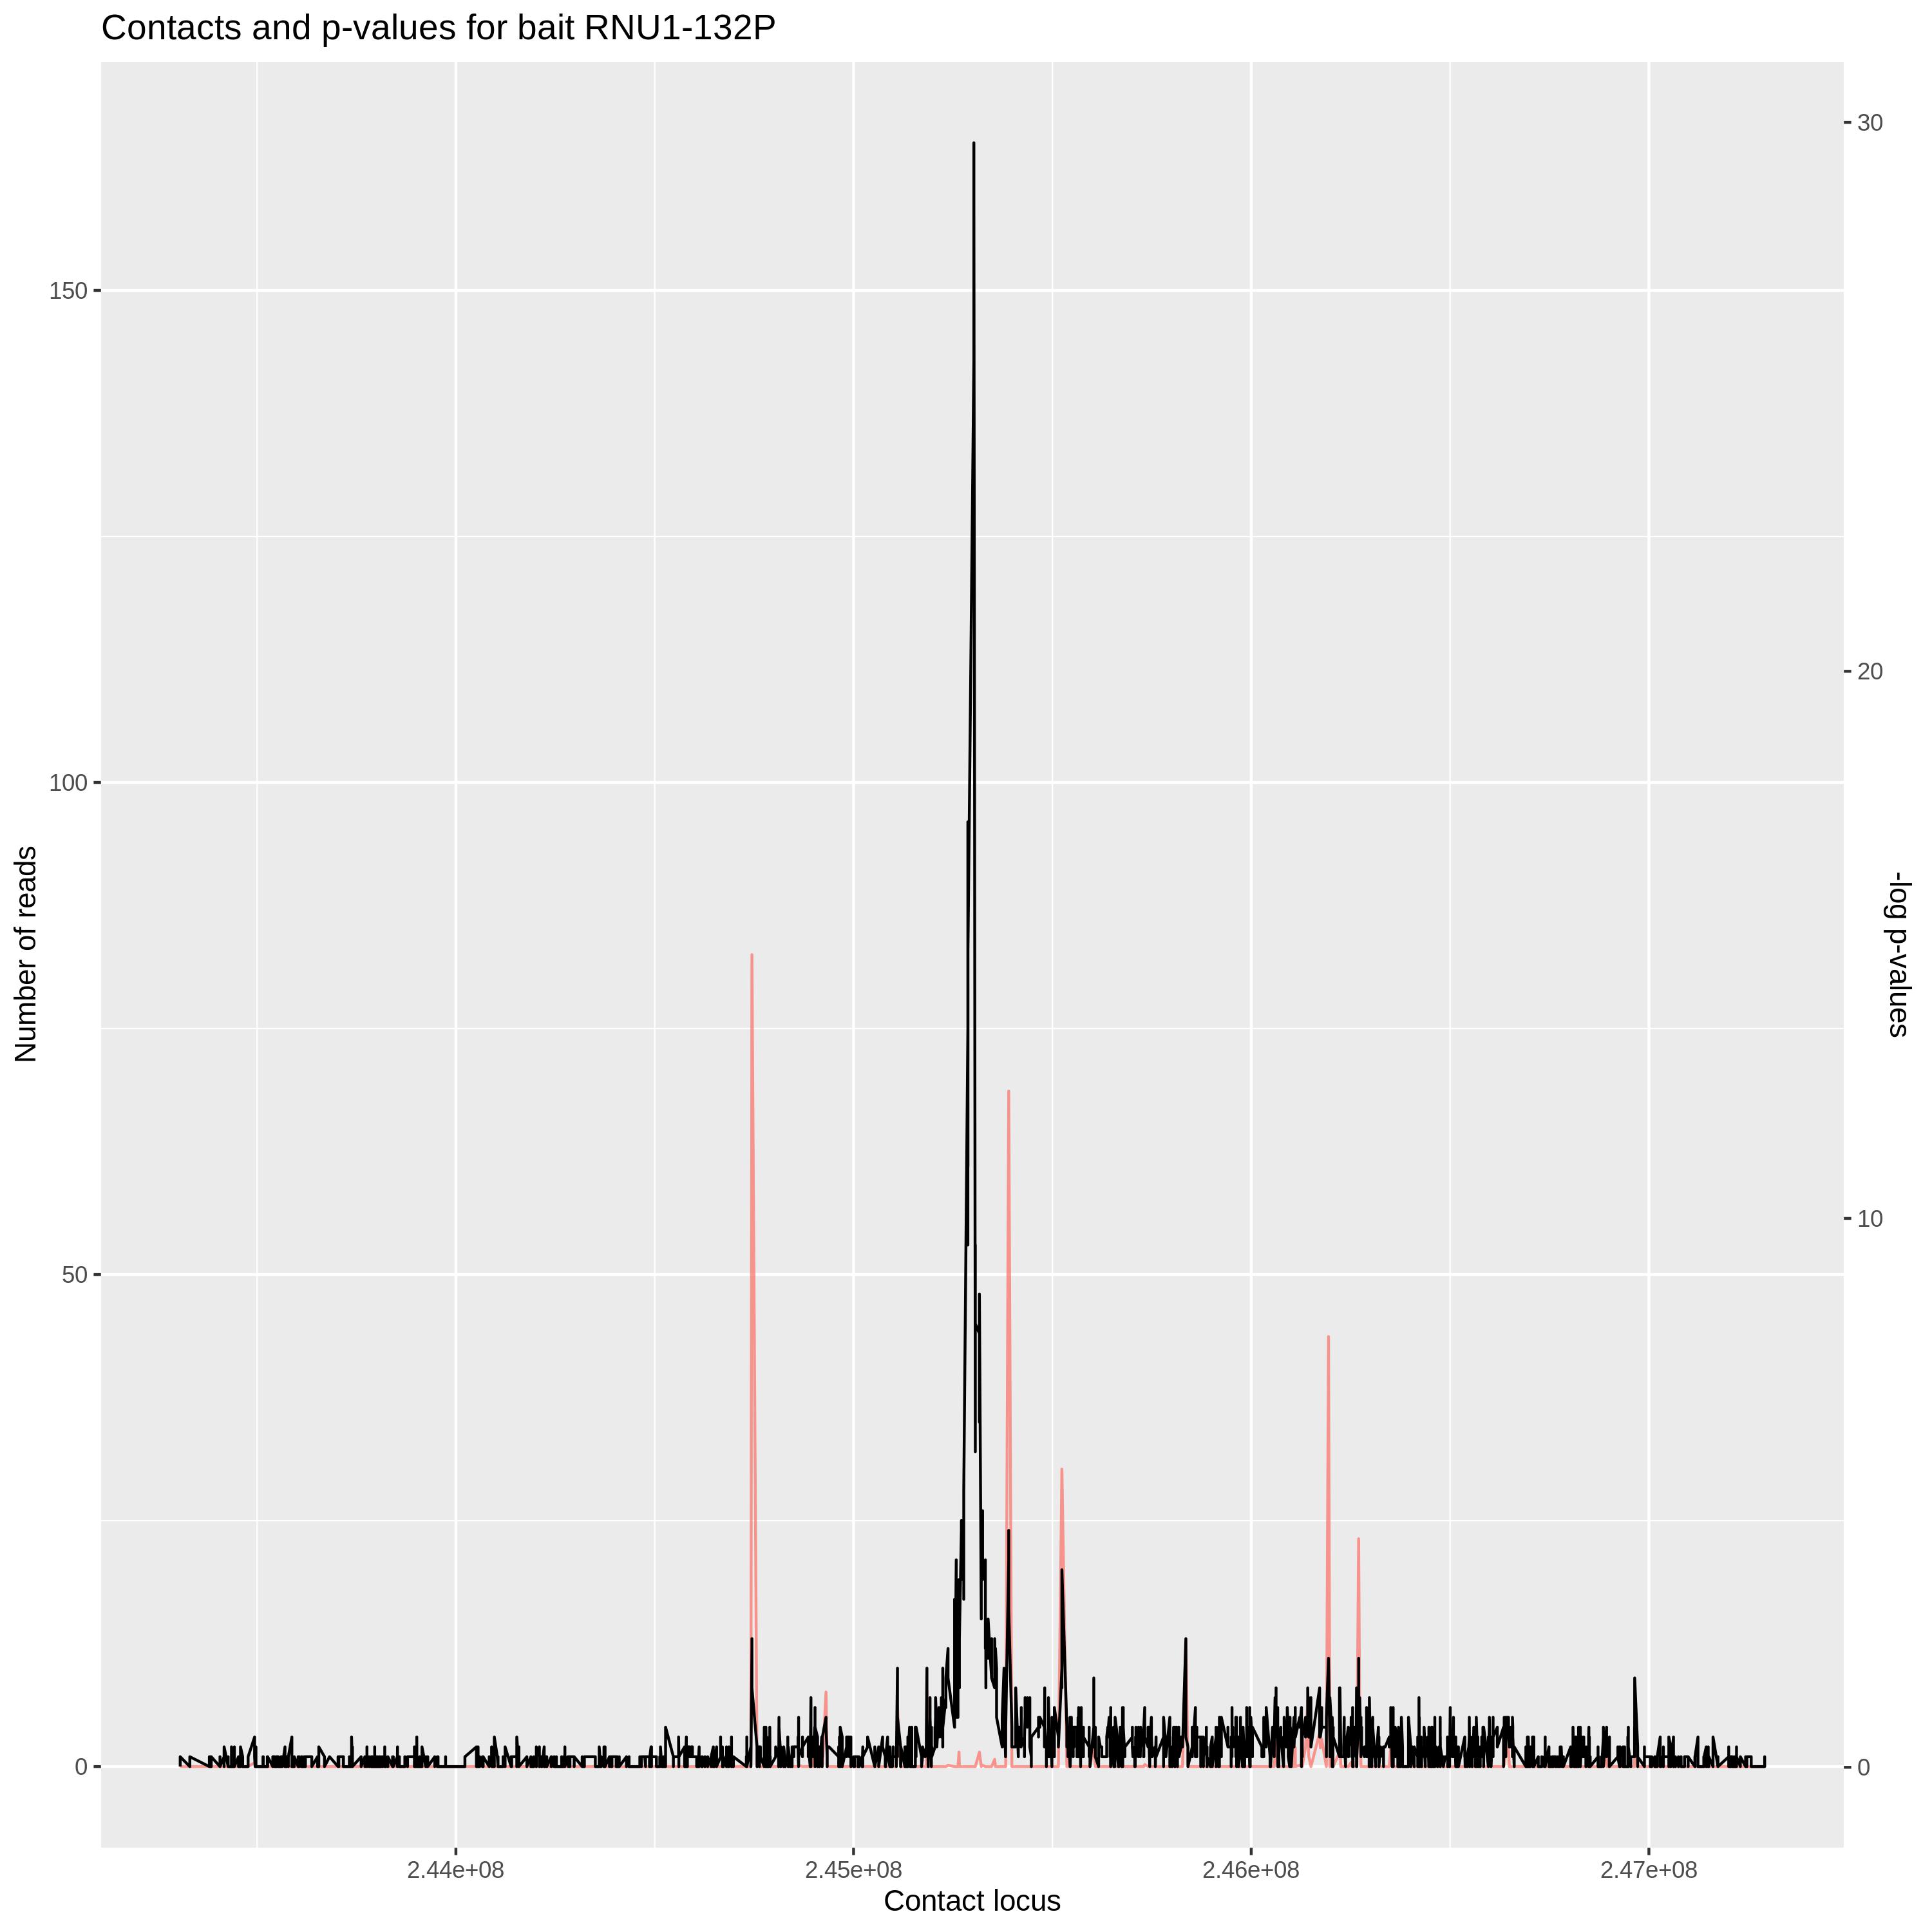 Contacts and p-values for bait RNU1-132P
150
100
50
0
Number of reads
30
20
10
0
-log p-values
2.44e+08
2.45e+08
2.46e+08
2.47e+08
Contact locus